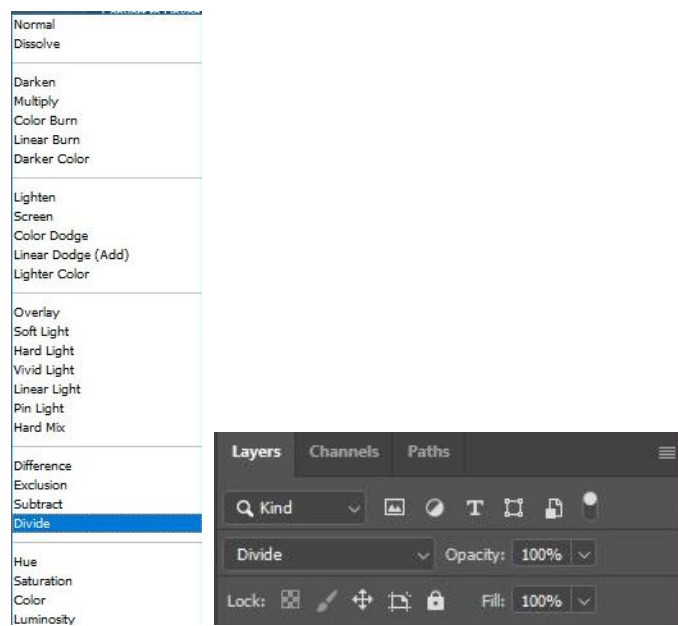 Normal
Dissolve
Darken
Multiply
Color Burn
Linear Burn
Darker Color
Lighten
Screen
Color Dodge
Linear Dodge (Add)
Lighter Color
Overlay
Soft Light
Hard Light
Vivid Light
Linear Light
Pin Light
Hard Mix
Difference
Exclusion
Subtract
Divide
Hue
Saturation
Color
Luminosity
Layers Channels Paths
Kind
Divide Opacity: 100%
Lock: Fill: 100%